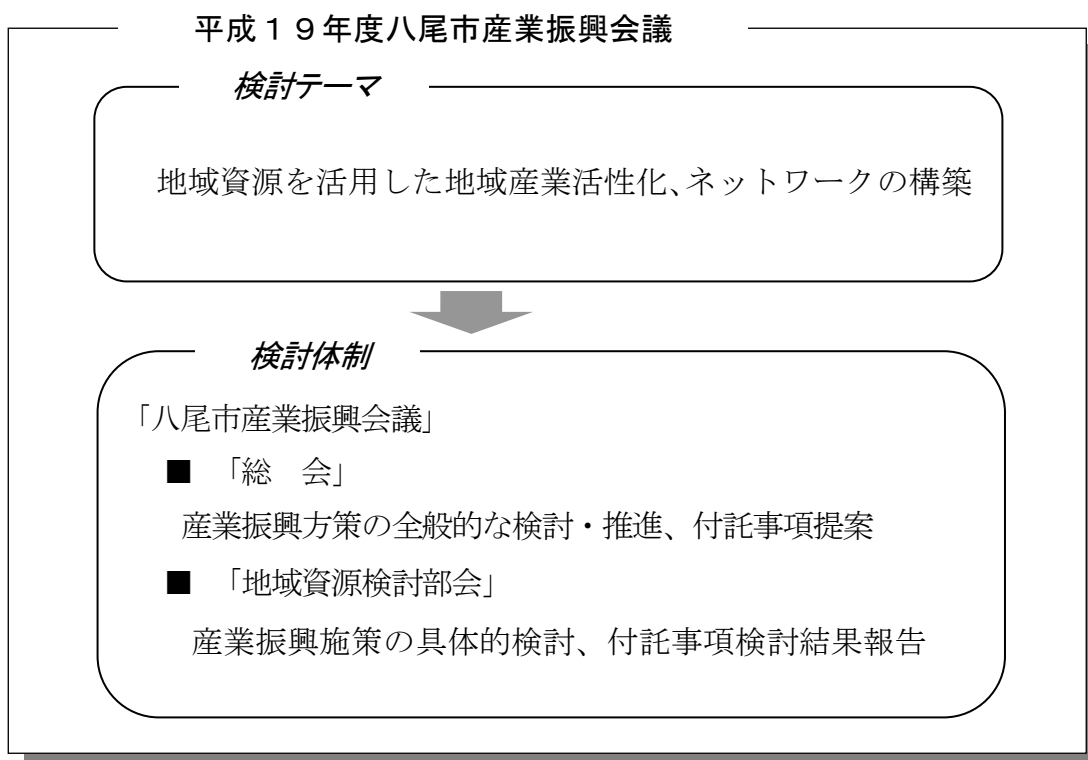 平成１９年度八尾市産業振興会議
検討テーマ
地域資源を活用した地域産業活性化、ネットワークの構築
検討体制
「八尾市産業振興会議」
■ 「総　会」
産業振興方策の全般的な検討・推進、付託事項提案
■ 「地域資源検討部会」
産業振興施策の具体的検討、付託事項検討結果報告